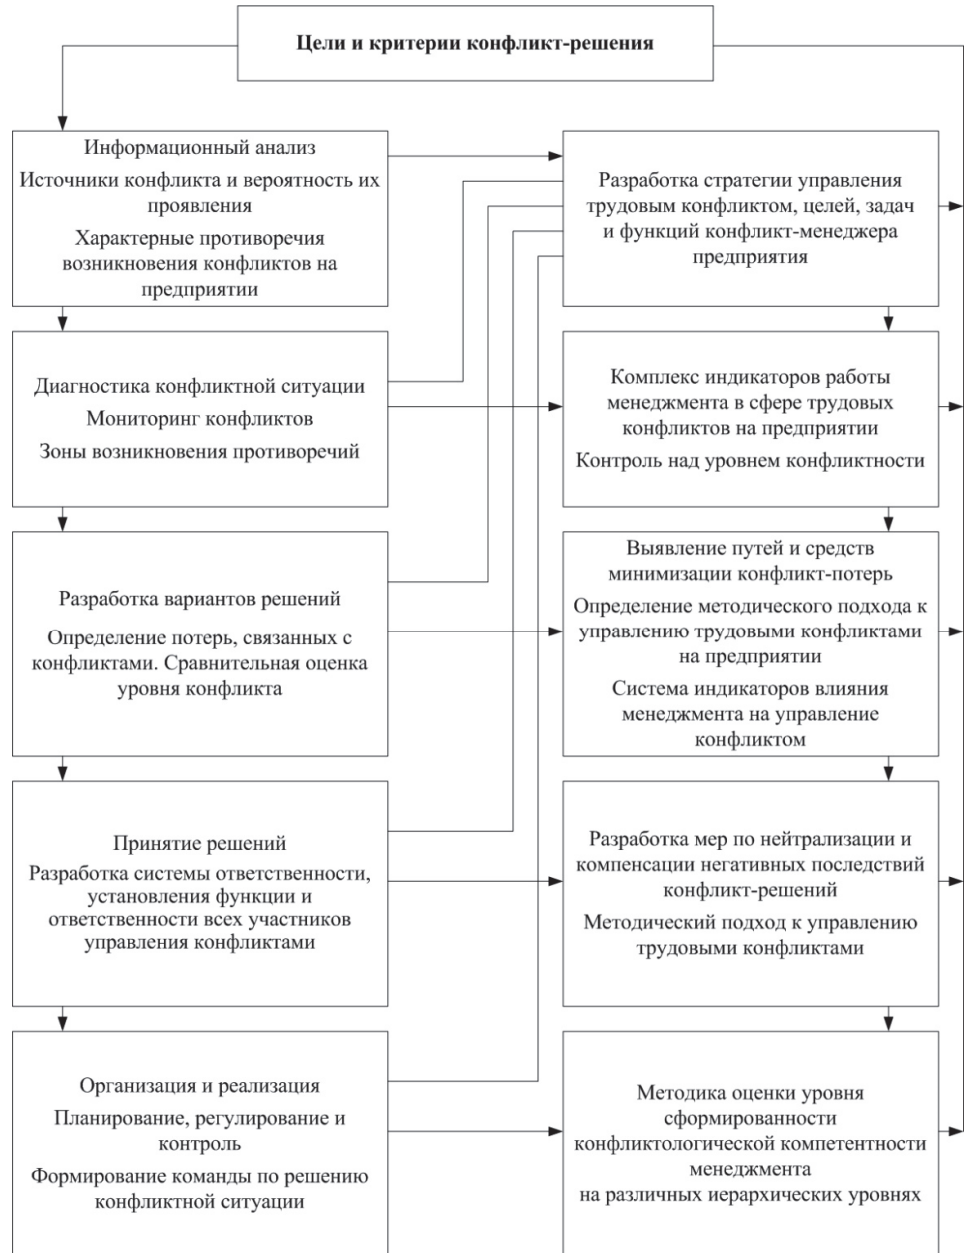 Цели и критерии конфликт-решения
Информационный анализ
Источники конфликта и вероятность их
проявления
Характерные противоречия
возникновения конфликтов на
предприятии
Разработка стратегии управления
трудовым конфликтом, целей, задач
и функций конфликт-менеджера
предприятия
Диагностика конфликтной ситуации
Мониторинг конфликтов
Зоны возникновения противоречий
Комплекс индикаторов работы
менеджмента в сфере трудовых
конфликтов на предприятии
Контроль над уровнем конфликтности
Разработка вариантов решений
Определение потерь, связанных с
конфликтами. Сравнительная оценка
уровня конфликта
Выявление путей и средств
минимизации конфликт-потерь
Определение методического подхода к
управлению трудовыми конфликтами
на предприятии
Система индикаторов влияния
менеджмента на управление
конфликтом
Принятие решений
Разработка системы ответственности,
установления функции и
ответственности всех участников
управления конфликтами
Разработка мер по нейтрализации и
компенсации негативных последствий
конфликт-решений
Методический подход к управлению
трудовыми конфликтами
Организация и реализация
Планирование, регулирование и
контроль
Формирование команды по решению
конфликтной ситуации
Методика оценки уровня
сформированности
конфликтологической компетентности
менеджмента
на различных иерархических уровнях